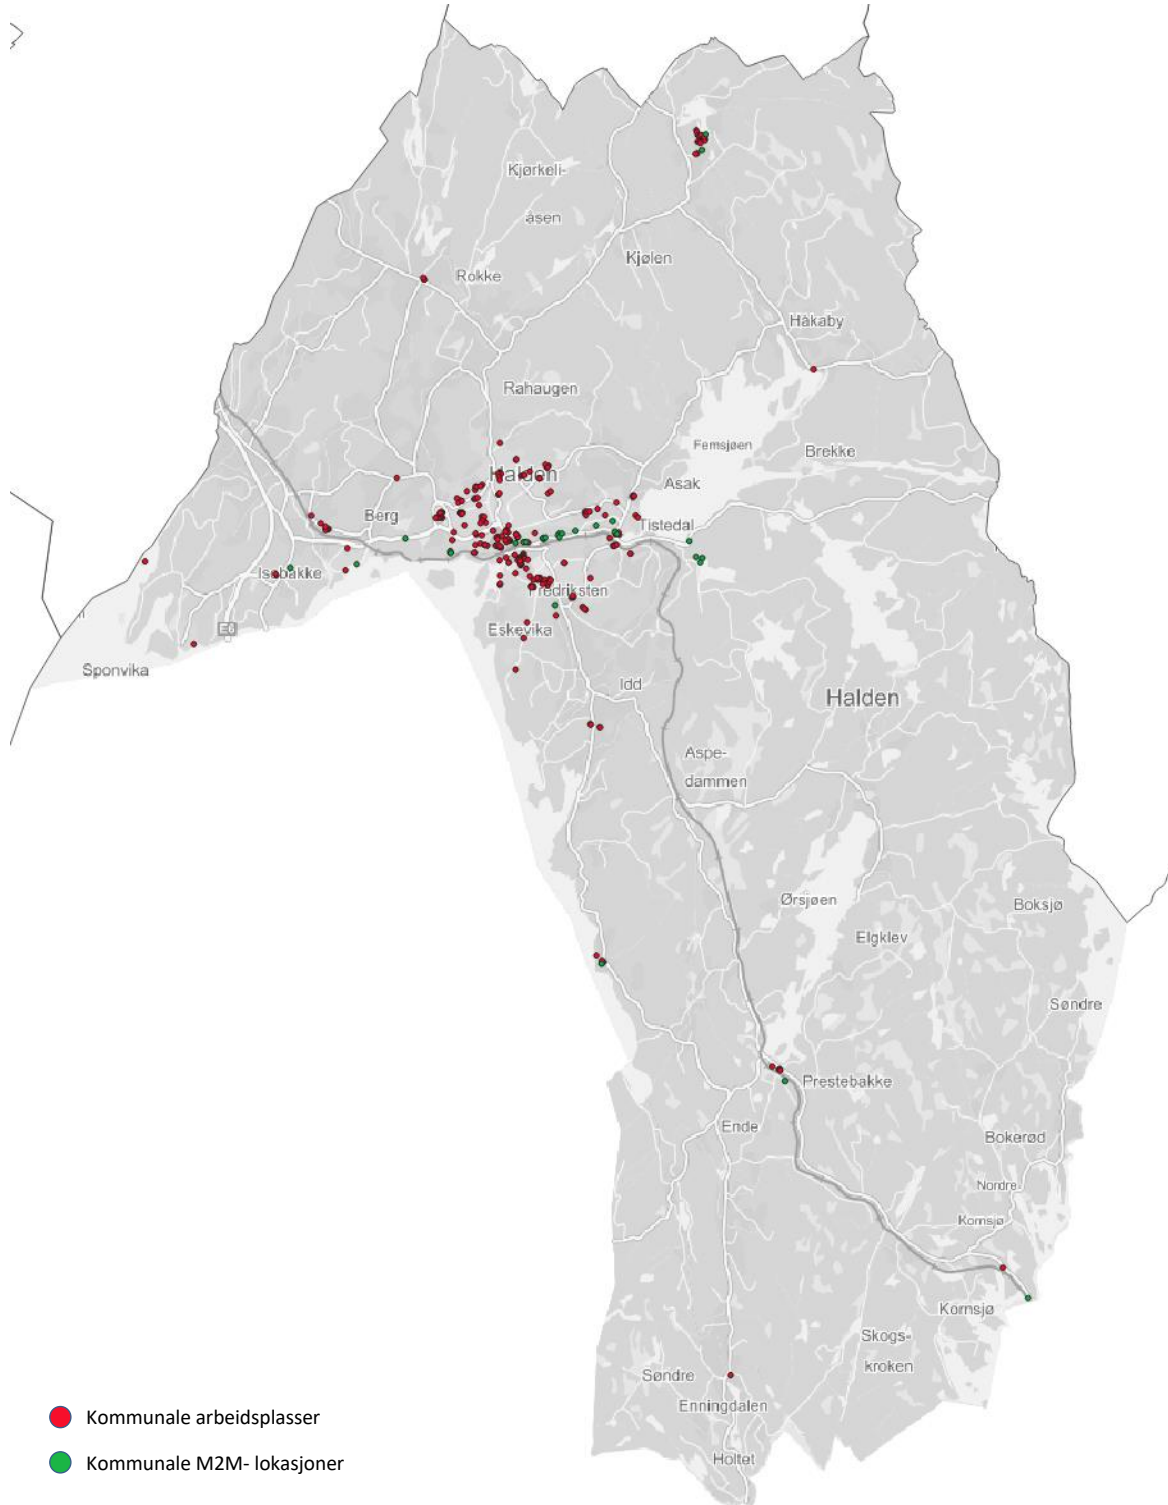 Kjørkeli-
åsen
Kjølen
Rokke
Håkaby
Rahaugen
Femsjøen
Brekke
Halden
Asak
Berg
Tistedal
Isebakke
Fredriksten
E6
Eskevika
Sponvika
Idd
Halden
Aspe-
dammen
Ørsjøen
Boksjø
Elgklev
Søndre
Prestebakke
Ende
Bokerød
Nordre
Kornsjø
Kornsjø
Skogs-
kroken
Søndre
Enningdalen
Holtet
Kommunale arbeidsplasser
Kommunale M2M- lokasjoner